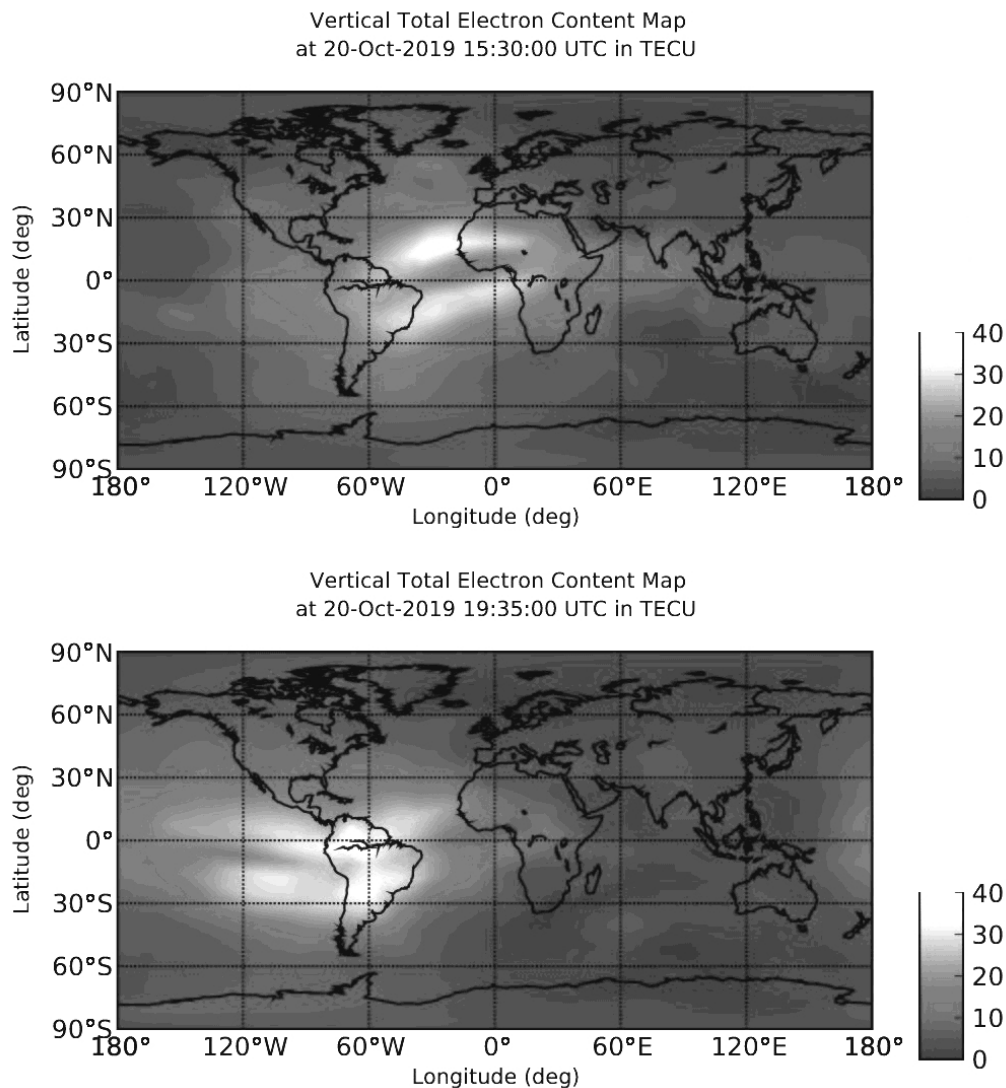 Vertical Total Electron Content Map
at 20-Oct-2019 15:30:00 UTC in TECU
90°N
60°N
30°N
0°
30°S
60°S
90°S
Latitude (deg)
180° 120°W 60°W 0° 60°E 120°E 180°
Longitude (deg)
40
30
20
10
0
Vertical Total Electron Content Map
at 20-Oct-2019 19:35:00 UTC in TECU
90°N
60°N
30°N
0°
30°S
60°S
90°S
Latitude (deg)
180° 120°W 60°W 0° 60°E 120°E 180°
Longitude (deg)
40
30
20
10
0